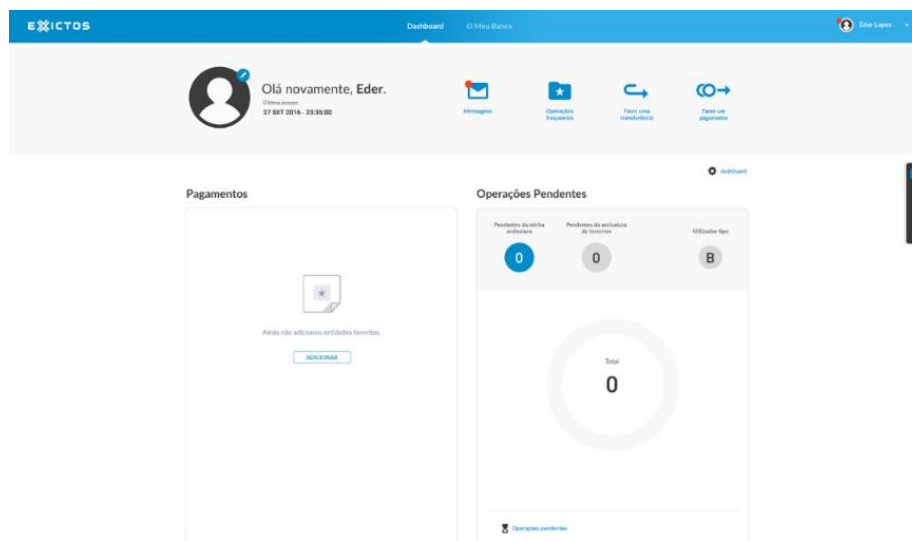 EXICTOS
Dashboard
O Meu Banco
Eder Lopes
Olá novamente, Eder.
Último acesso
27 SET 2016 - 23:35:00
Mensagens
Operações
frequentes
Fazer uma
transferência
Fazer um
pagamento
dashboard
Pagamentos
Operações Pendentes
Pendentes da minha
assinatura
Pendentes da assinatura
de terceiros
Utilizador tipo
0
0
B
Ainda não adicionou entidades favoritas.
ADICIONAR
Total
0
Operações pendentes